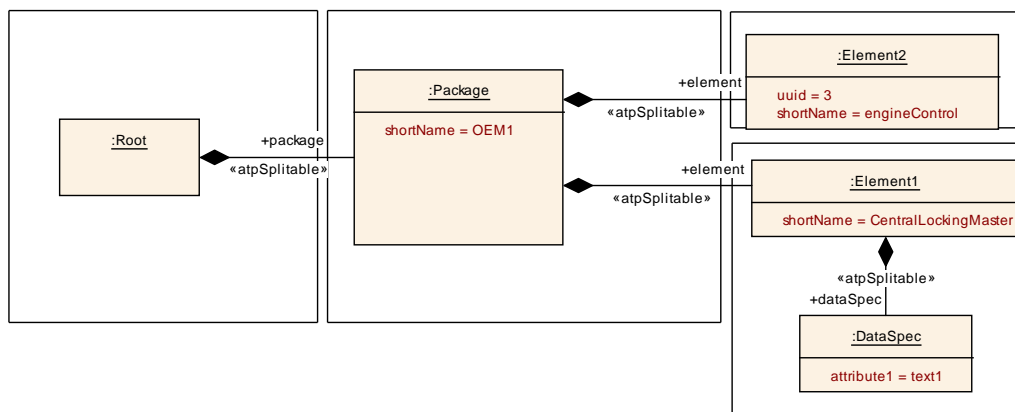 :Root
+package
«atpSplitable»
:Package
shortName = OEM1
+element
«atpSplitable»
:Element2
uuid = 3
shortName = engineControl
+element
«atpSplitable»
:Element1
shortName = CentralLockingMaster
«atpSplitable»
+dataSpec
:DataSpec
attribute1 = text1